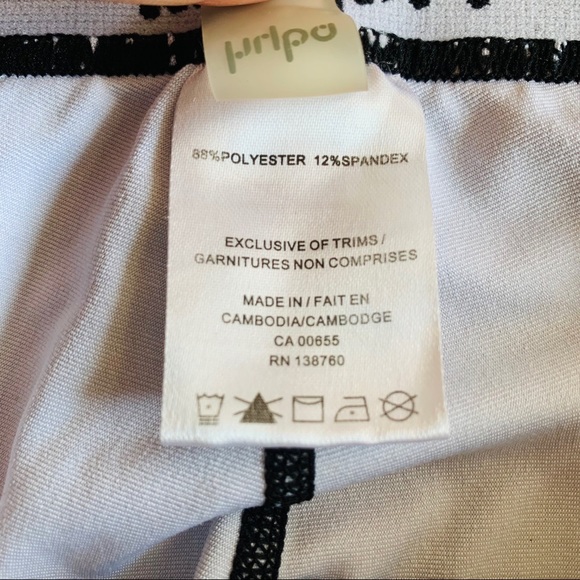 88%POLYESTER 12%SPANDEX
EXCLUSIVE OF TRIMS /
GARNITURES NON COMPRISES
MADE IN / FAIT EN
CAMBODIA/CAMBODGE
CA 00655
RN 138760